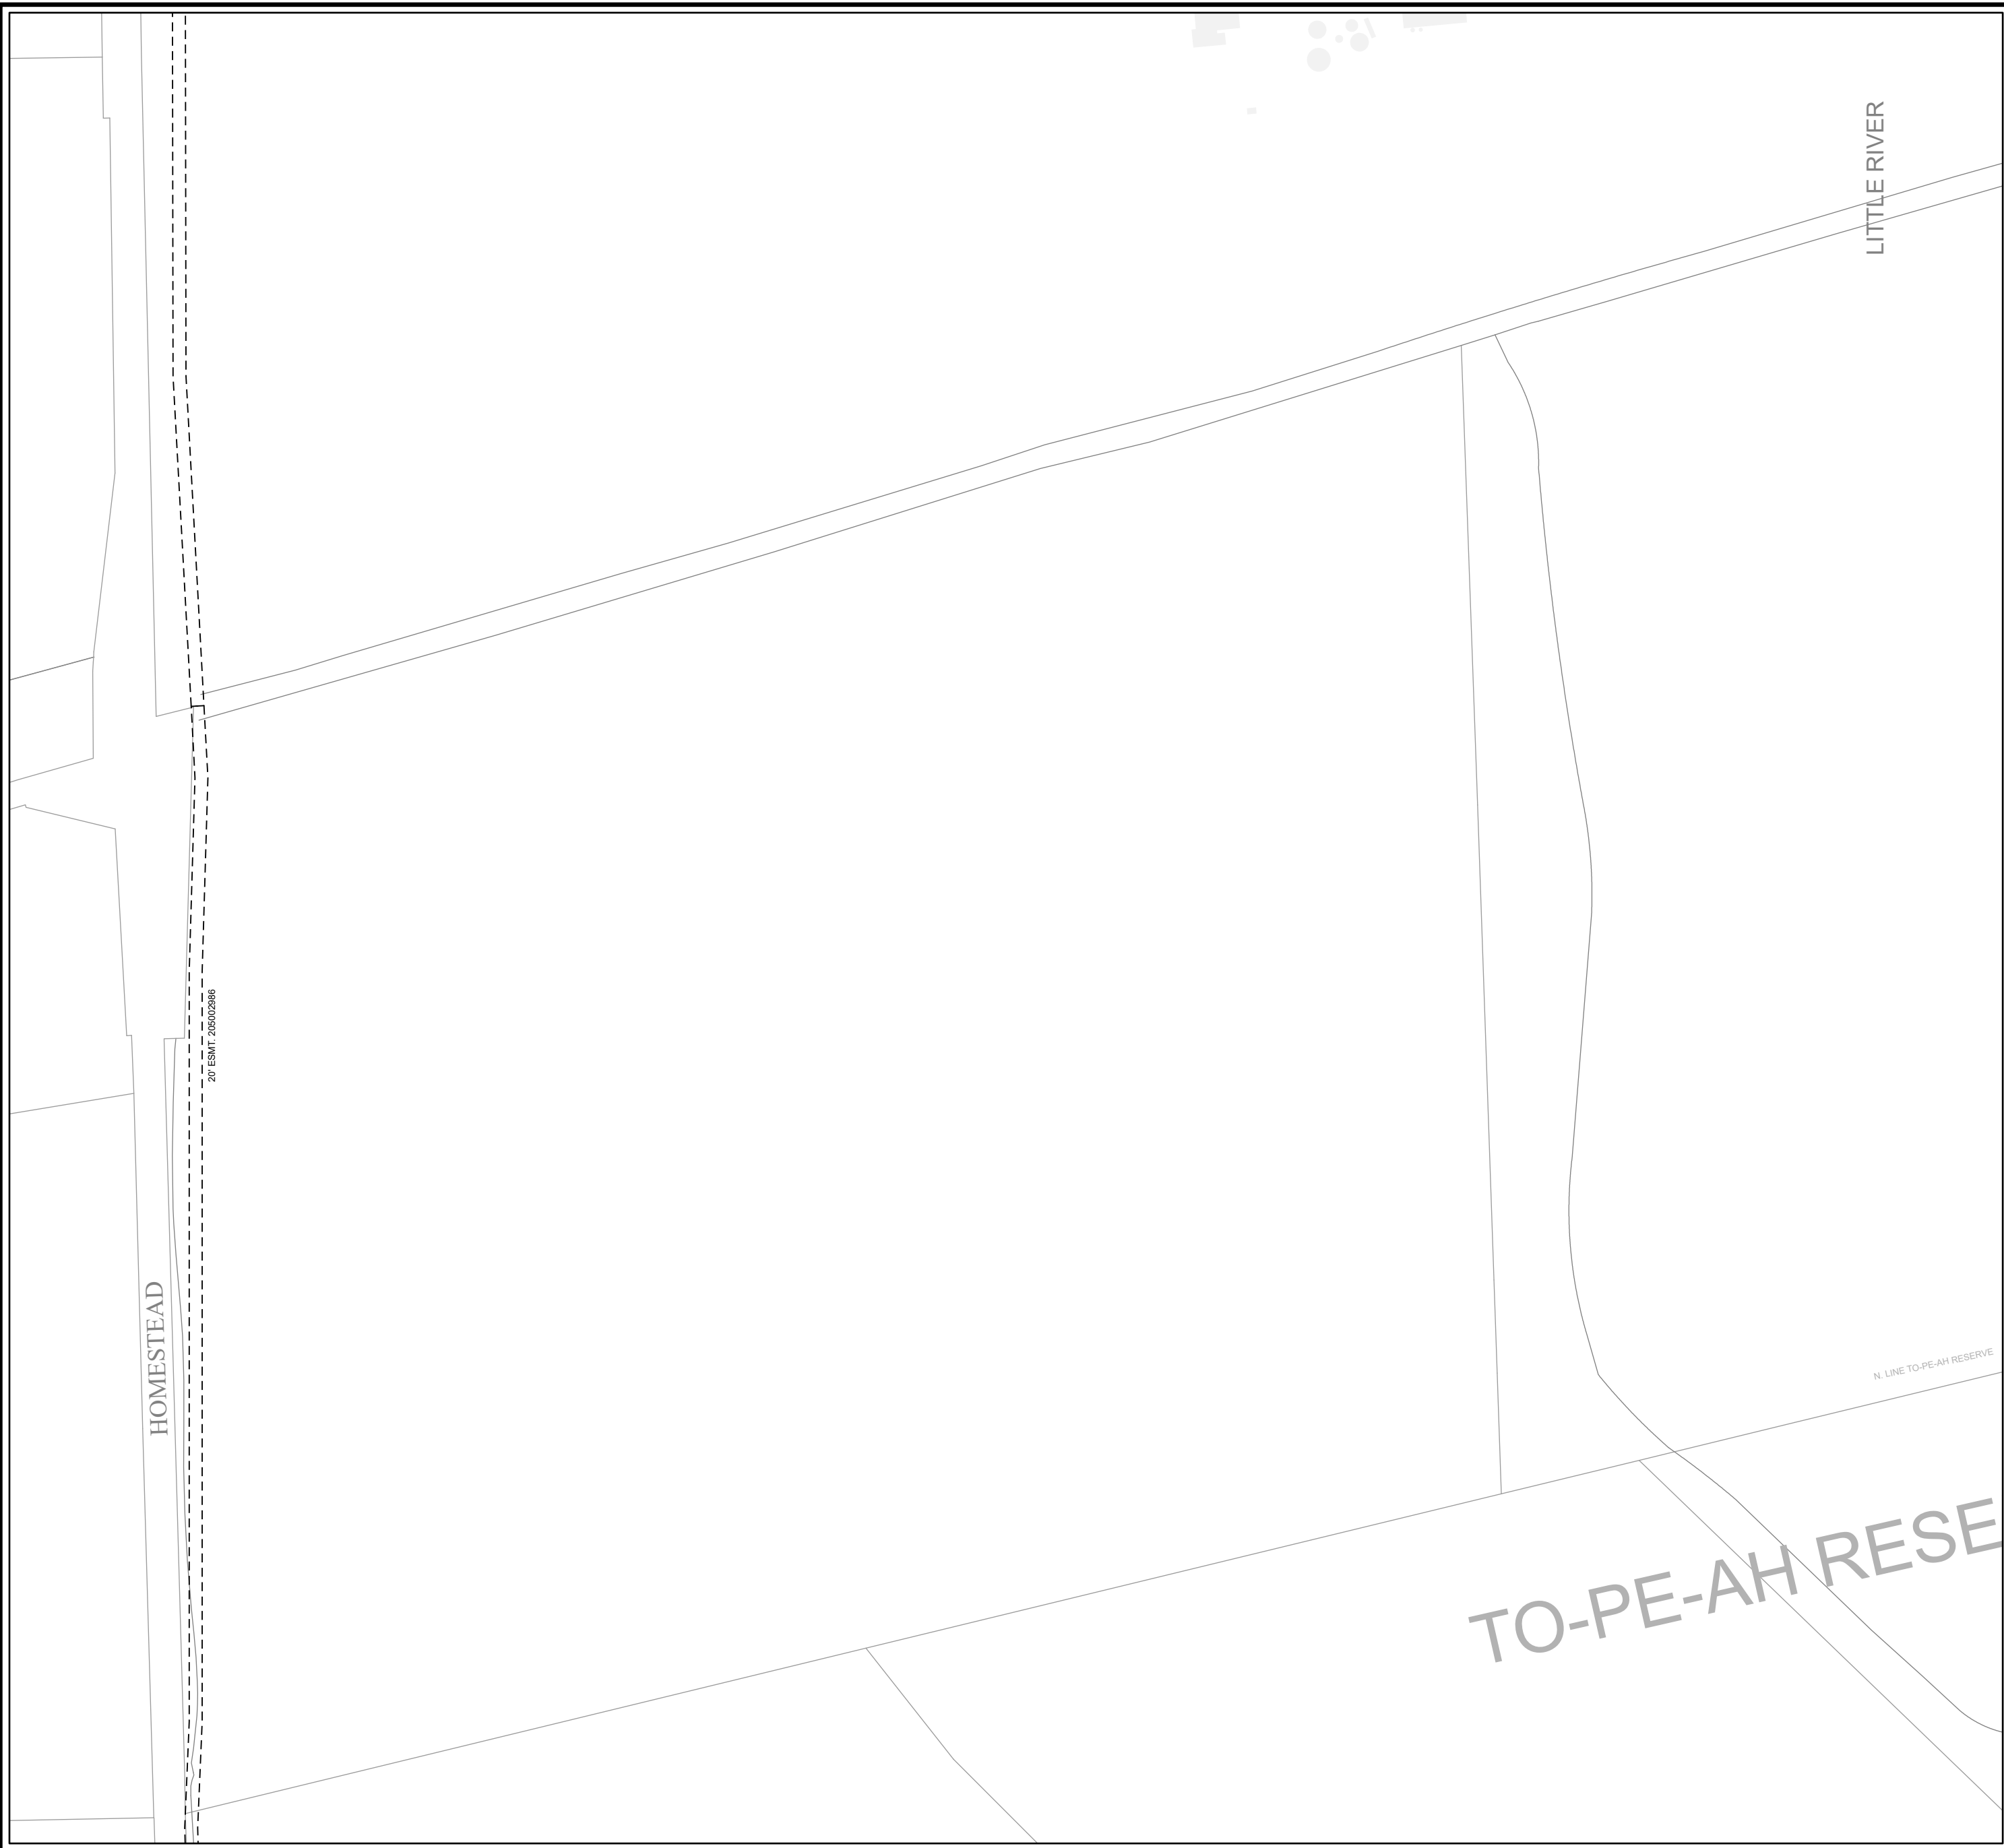 LITTLE RIVER
20' ESMT. 205002986
HOMESTEAD
N. LINE TO-PE-AH RESERVE
TO-PE-AH RESE